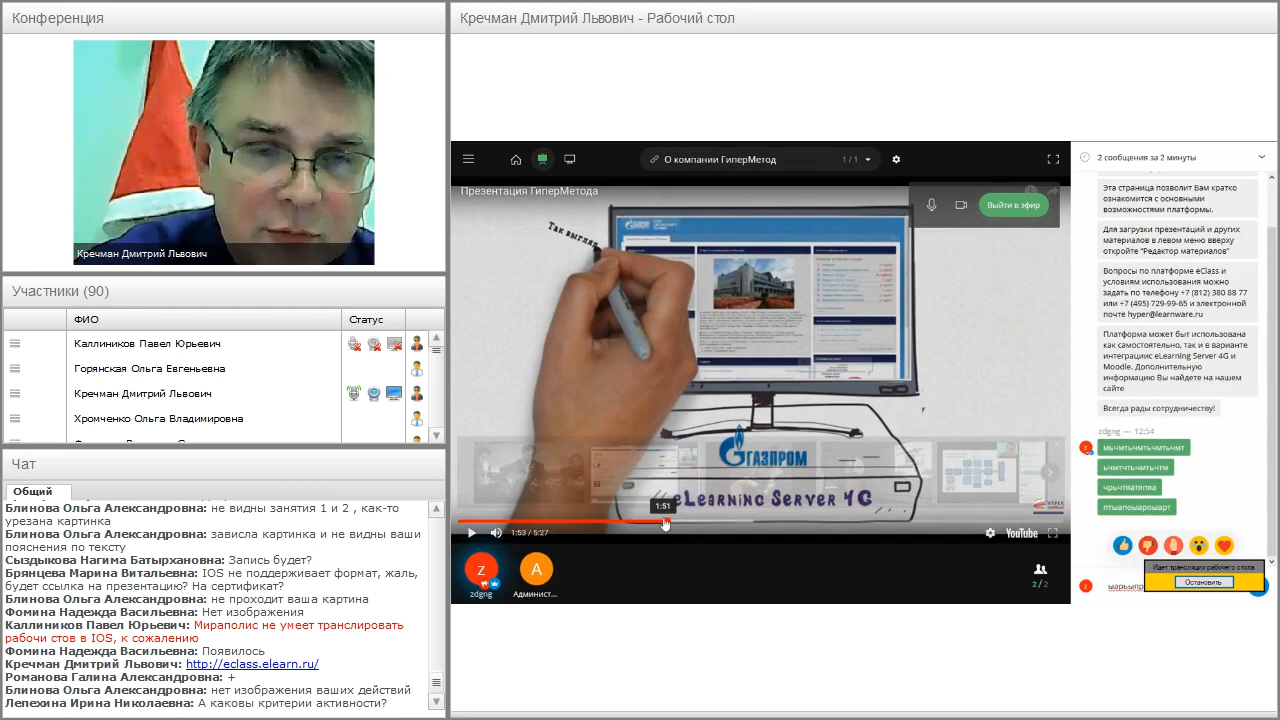 Конференция
Кречман Дмитрий Львович
Участники (90)
ФИО
Статус
Каллиников Павел Юрьевич
Горянская Ольга Евгеньевна
Кречман Дмитрий Львович
Хромченко Ольга Владимировна
Чат
Общий
Блинова Ольга Александровна: не видны занятия 1 и 2
как-то
урезана картинка
Блинова Ольга Александровна:
видны ваши
пояснения по тексту
Сыздыкова Нагима Батырхановна: Запись будет?
Брянцева Марина Витальевна: IOS не поддерживает формат, жаль,
будет ссылка на презентацию? На сертификат?
Блинова Ольга Александровна: не проходит ваша картина
Фомина Надежда Васильевна: Нет изображения
Каллиников Павел Юрьевич: Мираполис не умеет транслировать
рабочи стов в IOS, к сожалению
Фомина Надежда Васильевна: Появилось
Кречман Дмитрий Львович: http://eclass.elearn.ru/
Романова Галина Александровна: +
Блинова Ольга Александровна: нет изображения ваших действий
Лепехина Ирина Николаевна: А каковы критерии активности?
Кречман Дмитрий Львович - Рабочий стол
О компании ГиперМетод
1 / 1
Презентация ГиперМетода
Выйти в эфир
Так выгляд
ГАЗПРОМ
eLearning Server 4G
1:51
1:53 / 5:27
YouTube
z
zdgng
A
Админист...
2 / 2
2 сообщения за 2 минуты
Эта страница позволит Вам кратко
ознакомится с основными
возможностями платформы.
Для загрузки презентаций и других
материалов в левом меню вверху
откройте "Редактор материалов"
Вопросы по платформе eClass и
условиям использования можно
задать по телефону +7 (812) 380 88 77
или +7 (495) 729-99-65 и электронной
почте hyper@learnware.ru
Платформа может быть использована
как самостоятельно, так и в варианте
интеграциис eLearning Server 4G и
Moodle. Дополнительную
информацию Вы найдете на нашем
сайте
Всегда рады сотрудничеству!
zdgng — 12:54
мьчмтьчмтьчмтьчмт
ьчмтчтьчмтьчтм
чрьчтяатяпяа
птыапоыароыарт
Идет трансляция рабочего стола
Остановить